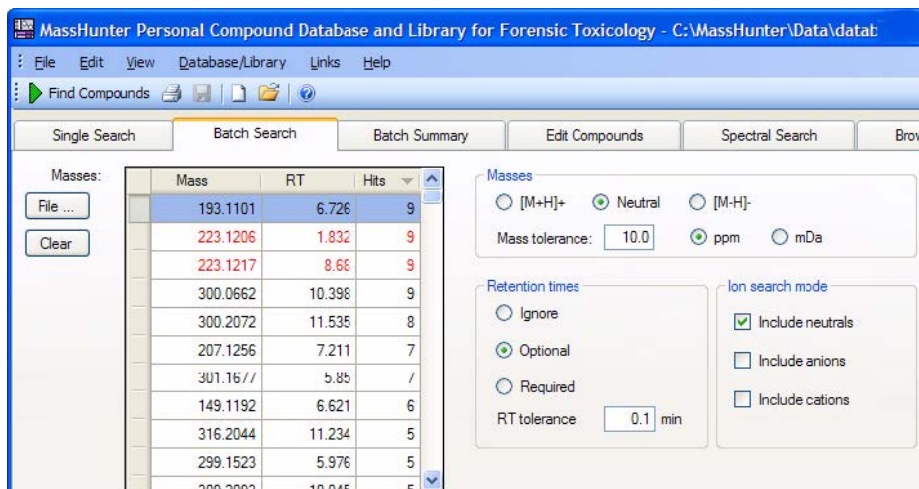 MassHunter Personal Compound Database and Library for Forensic Toxicology - C:\MassHunter\Data\datab
File Edit View Database/Library Links Help
Find Compounds
Single Search Batch Search Batch Summary Edit Compounds Spectral Search Brow
Masses:
File ...
Clear
Mass RT Hits
193.1101 6.726 9
223.1206 1.832 9
223.1217 8.68 9
300.0662 10.398 9
300.2072 11.535 8
207.1256 7.211 7
301.1677 5.85 7
149.1192 6.621 6
316.2044 11.234 5
299.1523 5.976 5
Masses
[M+H]+ Neutral [M-H]-
Mass tolerance: 10.0 ppm mDa
Retention times
Ignore
Optional
Required
RT tolerance 0.1 min
Ion search mode
Include neutrals
Include anions
Include cations